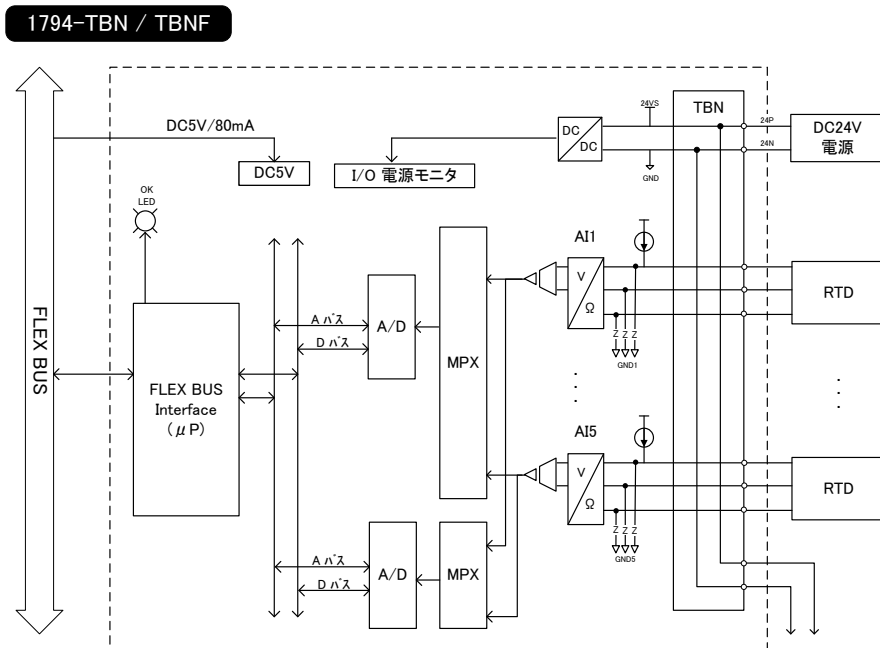 1794-TBN / TBNF
DC5V/80mA
DC5V
I/O 電源モニタ
DC
DC
24VS
GND
TBN
24P
24N
DC24V
電源
OK
LED
FLEX BUS
FLEX BUS
Interface
(μP)
A バス
D バス
A/D
MPX
AI1
V
Ω
Z Z Z
GND1
RTD
AI5
V
Ω
Z Z Z
GND5
RTD
A バス
D バス
A/D
MPX